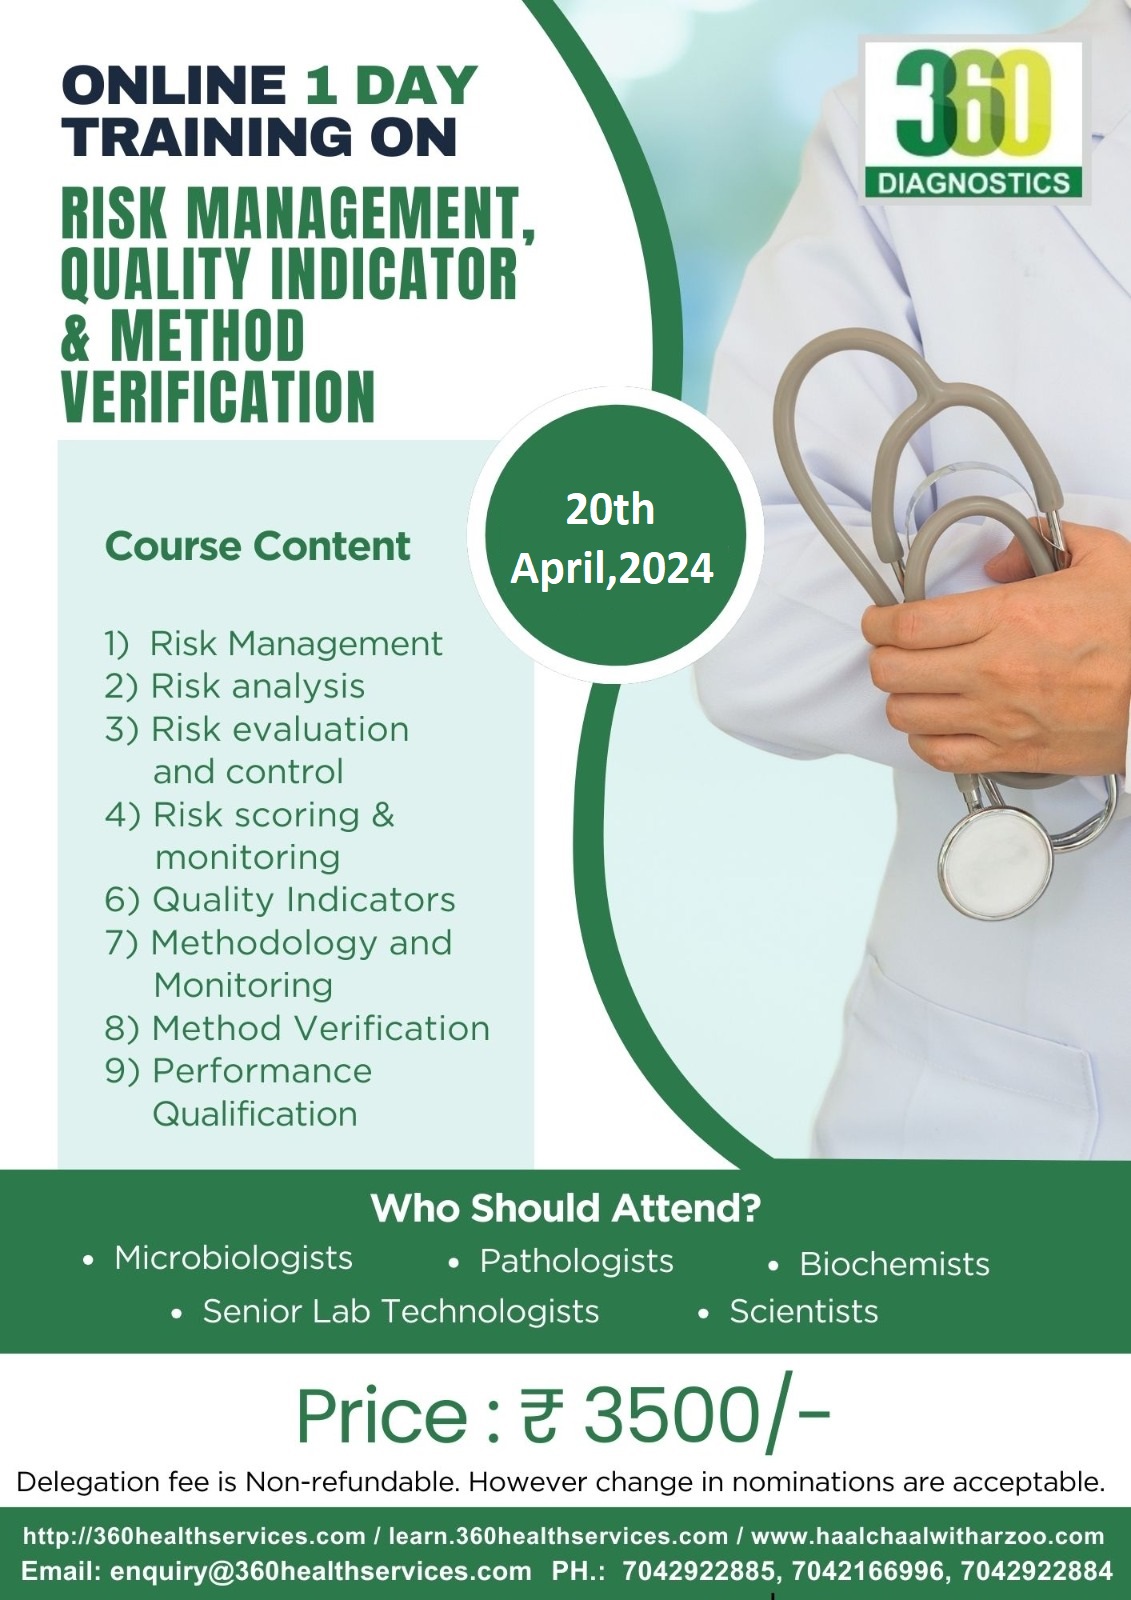 ONLINE 1 DAY
TRAINING ON
RISK MANAGEMENT,
QUALITY INDICATOR
& METHOD
VERIFICATION
360
DIAGNOSTICS
20th
April,2024
Course Content
1) Risk Management
2) Risk analysis
3) Risk evaluation
and control
4) Risk scoring &
monitoring
6) Quality Indicators
7) Methodology and
Monitoring
8) Method Verification
9) Performance
Qualification
Who Should Attend?
• Microbiologists • Pathologists • Biochemists
• Senior Lab Technologists • Scientists
Price : ₹ 3500/-
Delegation fee is Non-refundable. However change in nominations are acceptable.
http://360healthservices.com / learn.360healthservices.com / www.haalchaalwitharzoo.com
Email: enquiry@360healthservices.com PH.: 7042922885, 7042166996, 7042922884